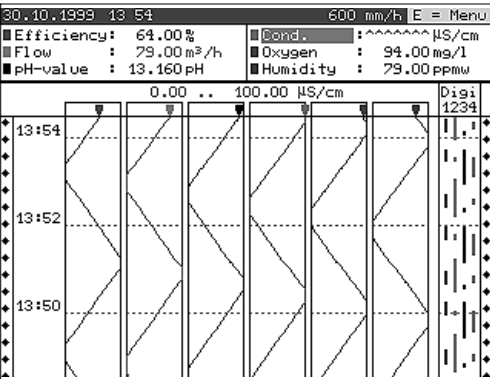 30.10.1999 13 54 600 mm/h E = Menu
Efficiency: 64.00% Cond. :^^^^^^^ µS/cm
Flow : 79.00 m³/h Oxygen : 94.00 mg/l
pH-value : 13.160 pH Humidity : 79.00 ppmw
0.00 .. 100.00 µS/cm Digi
1234
13:54
13:52
13:50